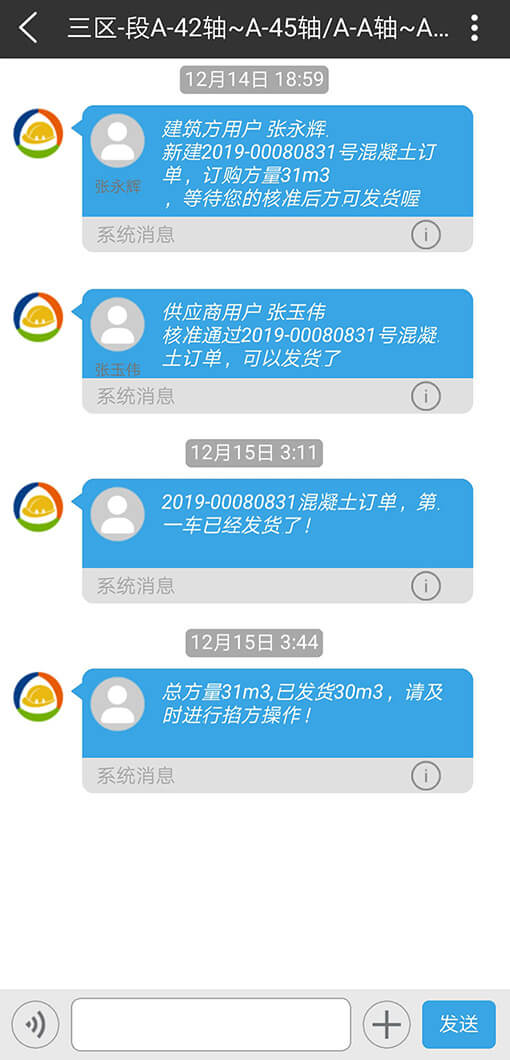 三区-段A-42轴~A-45轴/A-A轴~A...
12月14日 18:59
建筑方用户 张永辉.
新建2019-00080831号混凝土订
单，订购方量31m3
，等待您的核准后方可发货喔
张永辉
系统消息
供应商用户 张玉伟
核准通过2019-00080831号混凝.
土订单，可以发货了
张玉伟
系统消息
12月15日 3:11
2019-00080831混凝土订单，第.
一车已经发货了！
系统消息
12月15日 3:44
总方量31m3,已发货30m3，请及
时进行掐方操作！
系统消息
发送